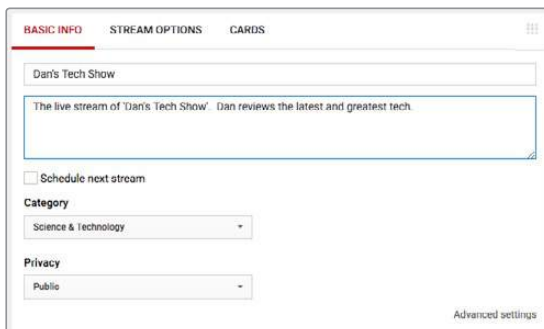 BASIC INFO STREAM OPTIONS CARDS
Dan's Tech Show
The live stream of 'Dan's Tech Show'. Dan reviews the latest and greatest tech.
Schedule next stream
Category
Science & Technology
Privacy
Public
Advanced settings